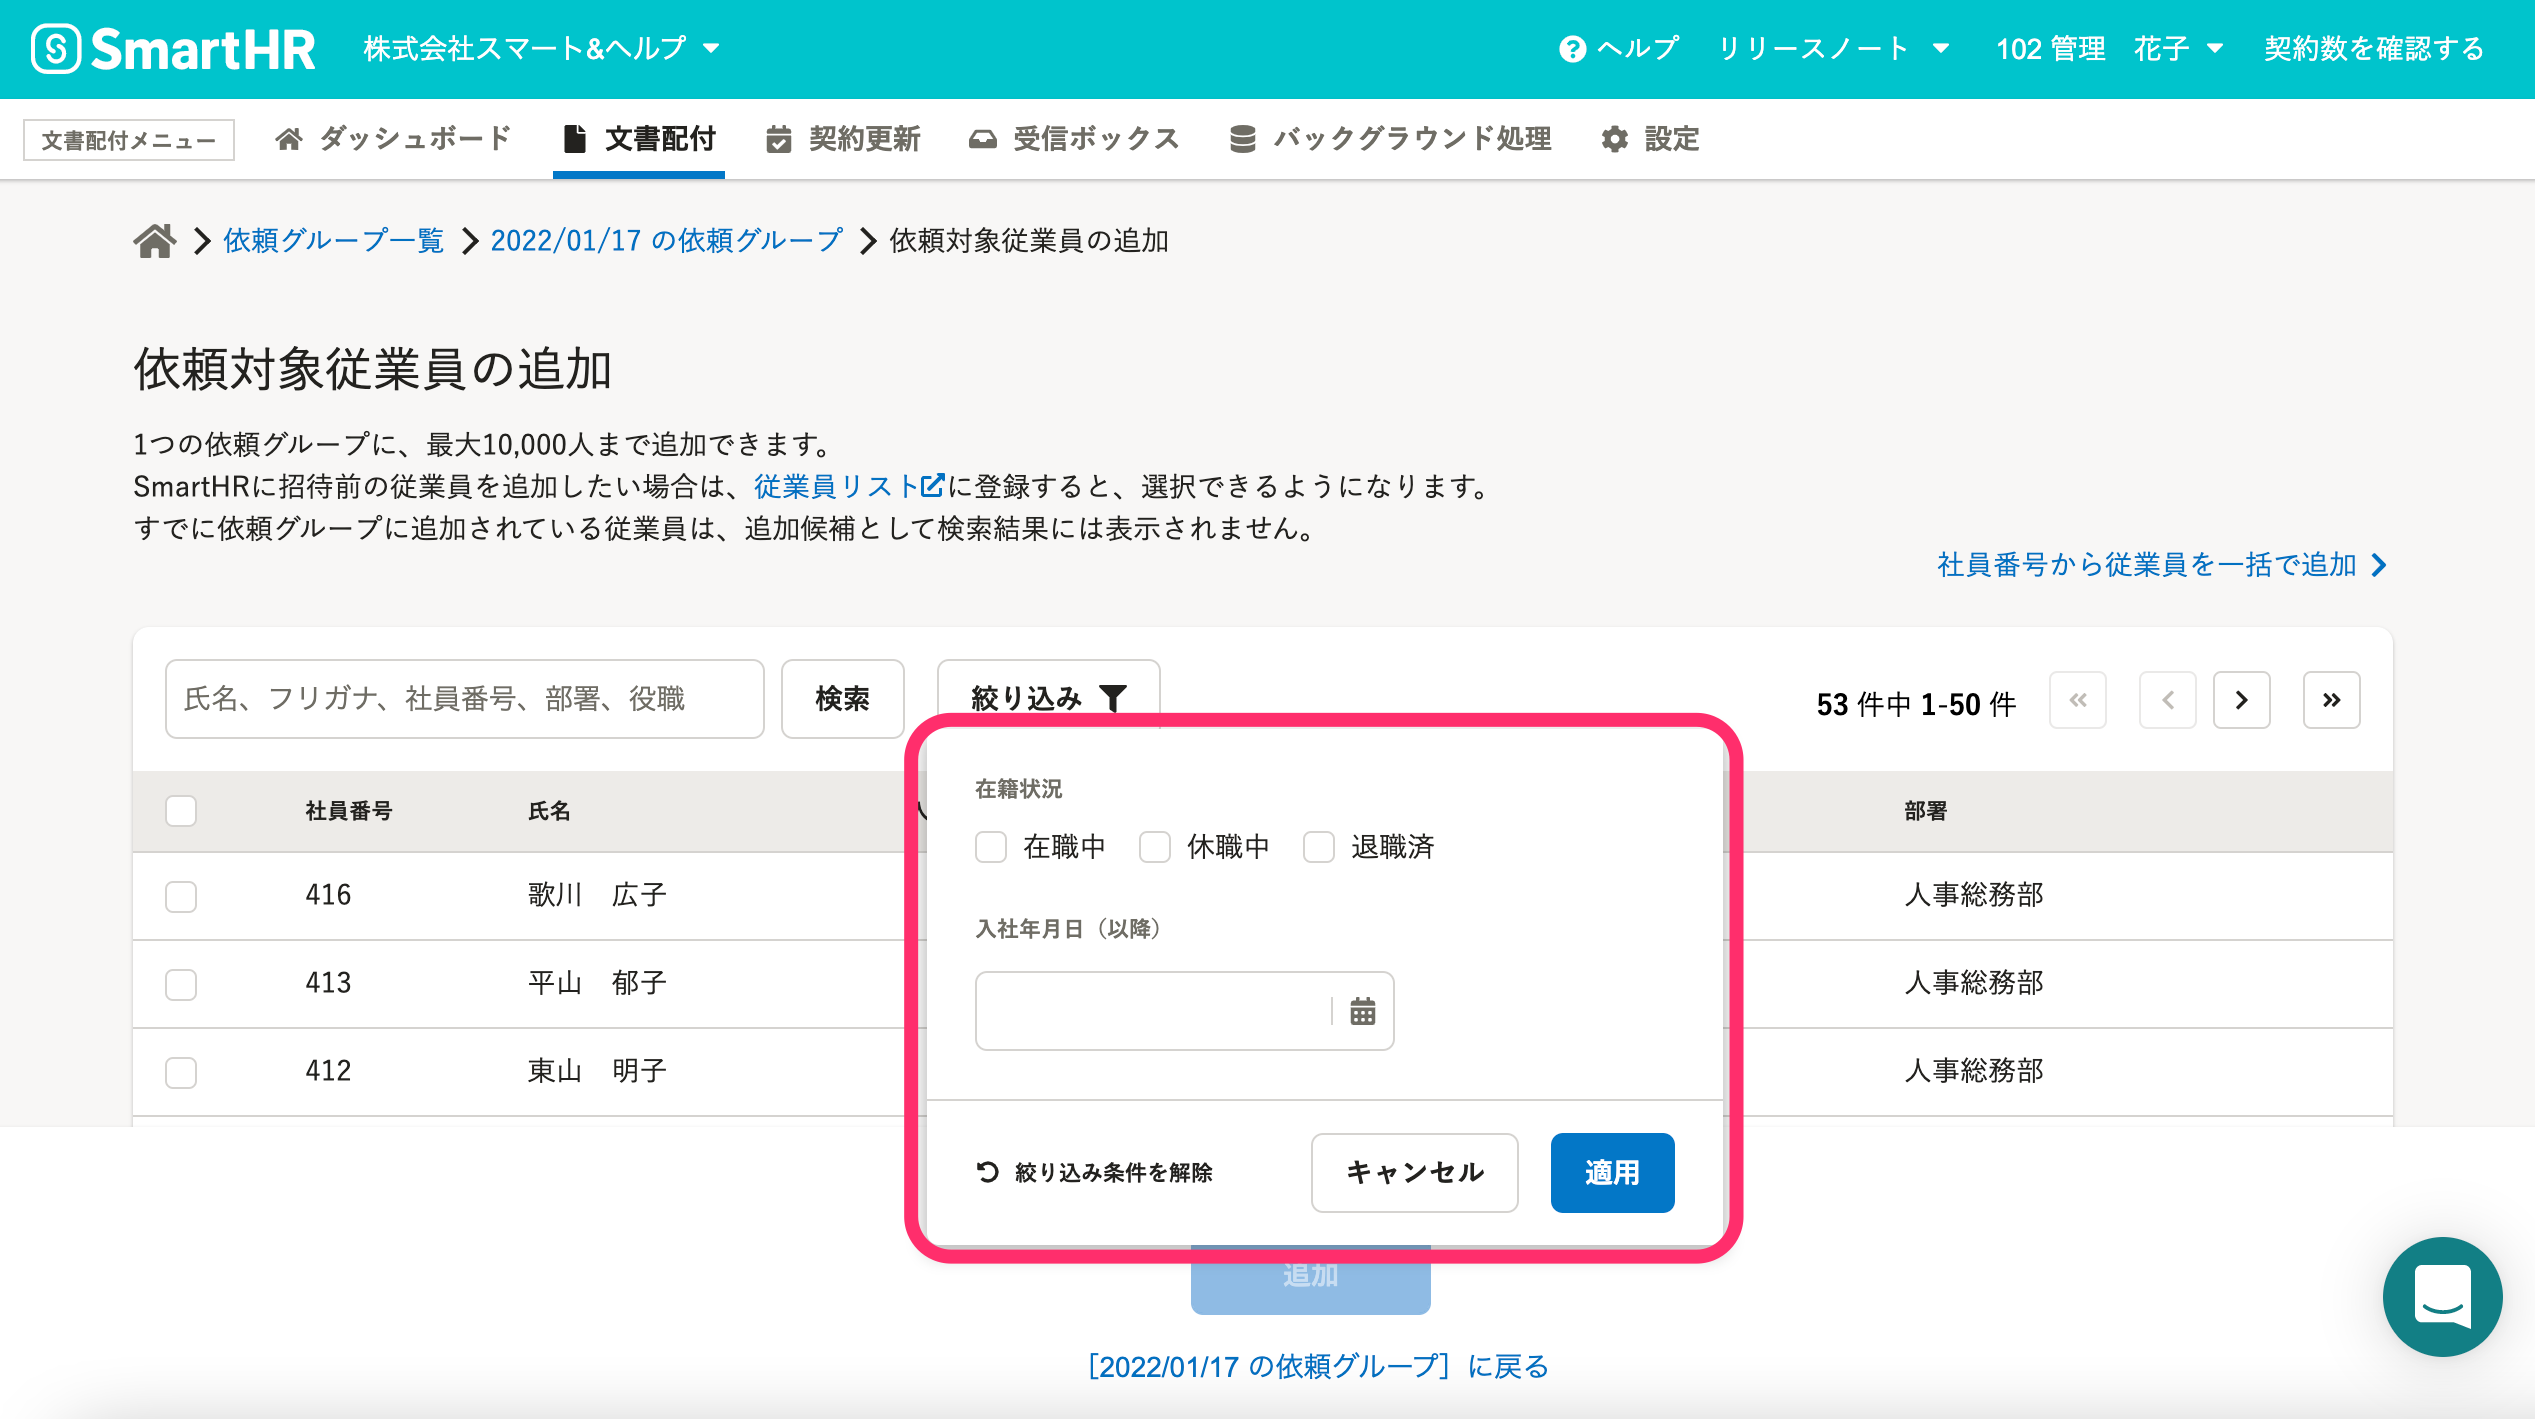 SmartHR 株式会社スマート&ヘルプ ヘルプ リリースノート 102 管理 花子 契約数を確認する
文書配付メニュー ダッシュボード 文書配付 契約更新 受信ボックス バックグラウンド処理 設定
依頼グループ一覧 2022/01/17 の依頼グループ 依頼対象従業員の追加
依頼対象従業員の追加
1つの依頼グループに、最大10,000人まで追加できます。
SmartHRに招待前の従業員を追加したい場合は、従業員リストに登録すると、選択できるようになります。
すでに依頼グループに追加されている従業員は、追加候補として検索結果には表示されません。
社員番号から従業員を一括で追加
氏名、フリガナ、社員番号、部署、役職 検索 絞り込み 53 件中 1-50 件
社員番号 氏名 部署
416 歌川 広子 人事総務部
413 平山 郁子 人事総務部
412 東山 明子 人事総務部
在籍状況
在職中 休職中 退職済
入社年月日（以降）
絞り込み条件を解除 キャンセル 適用
追加
［2022/01/17 の依頼グループ］に戻る